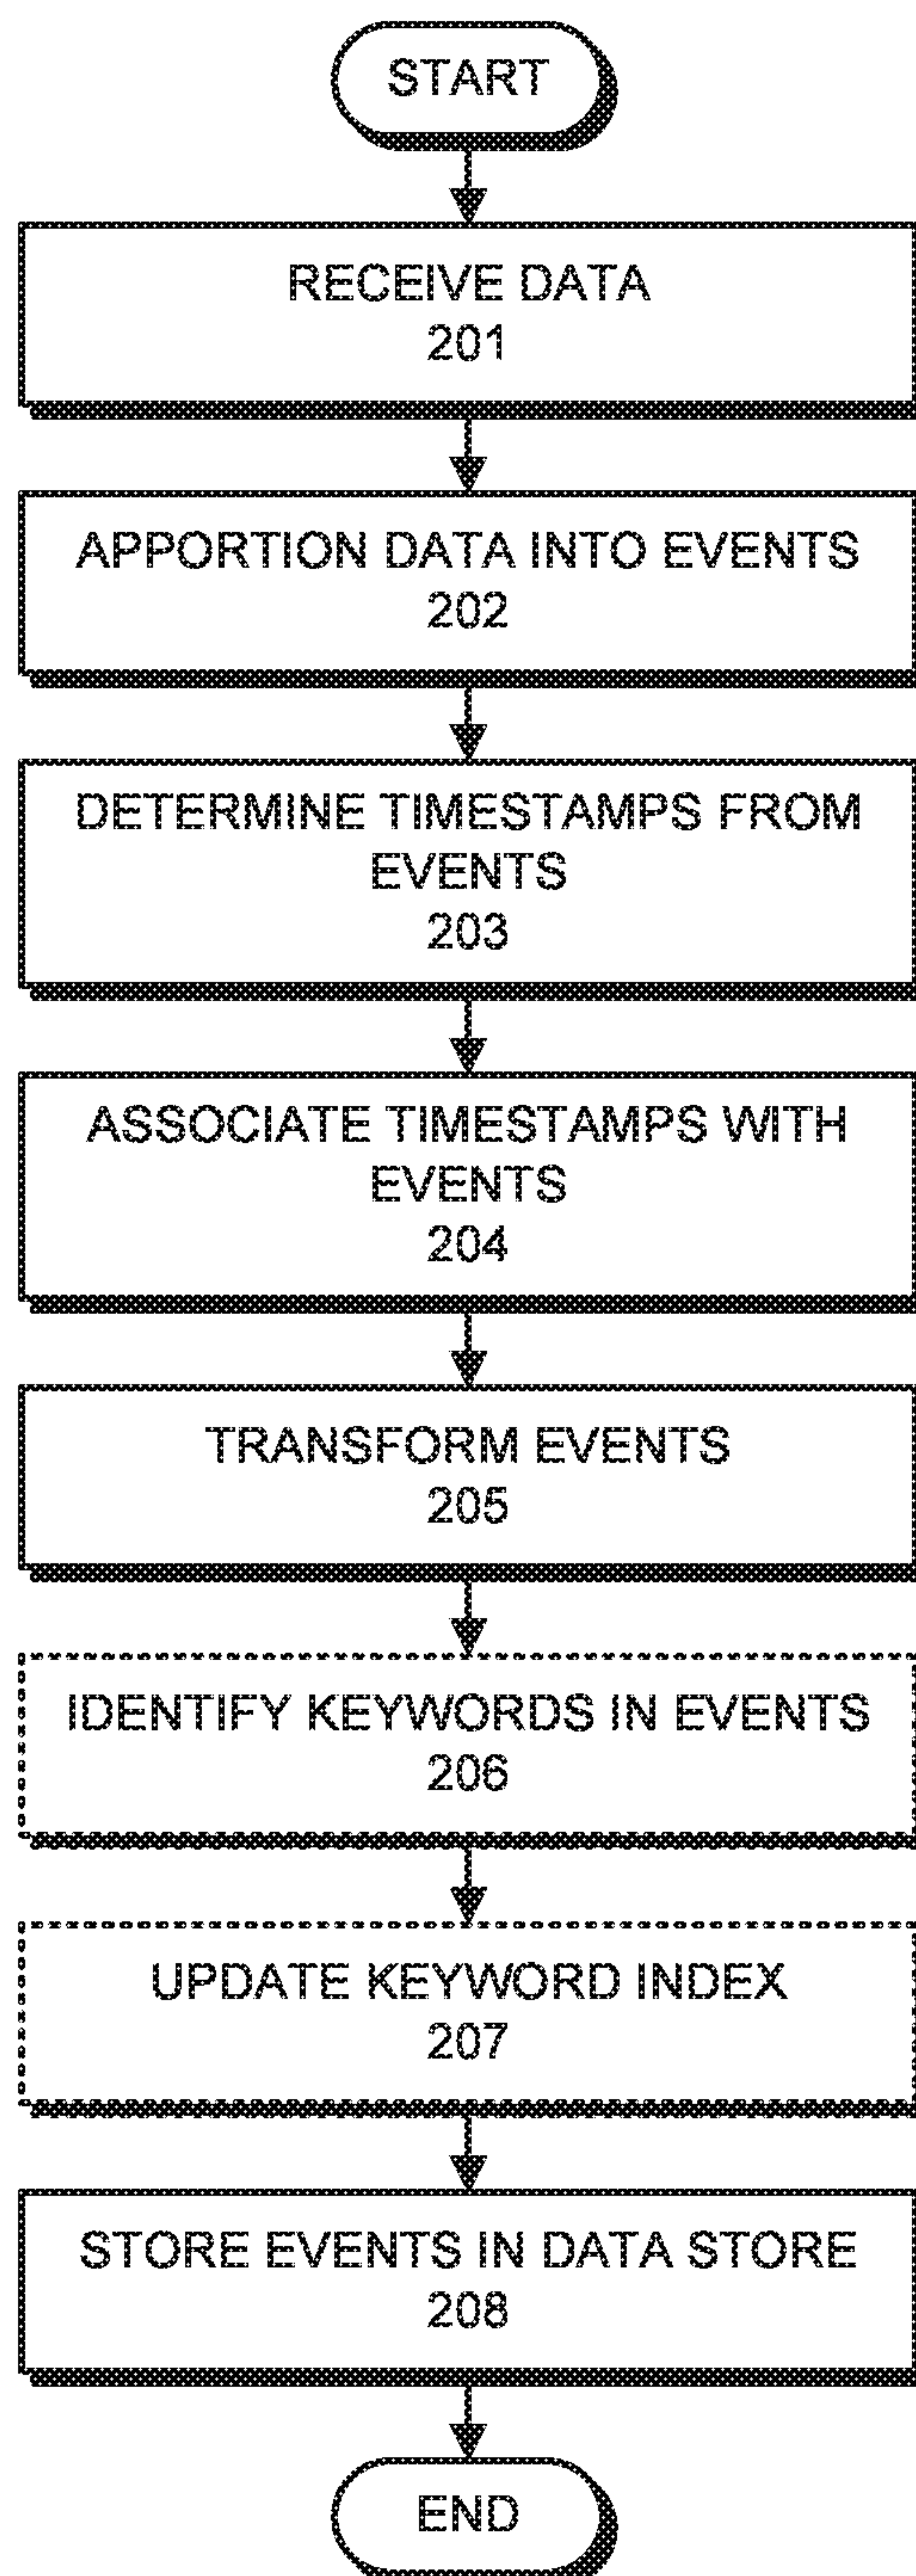 START
RECEIVE DATA
201
APPORTION DATA INTO EVENTS
202
DETERMINE TIMESTAMPS FROM
EVENTS
203
ASSOCIATE TIMESTAMPS WITH
EVENTS
204
TRANSFORM EVENTS
205
IDENTIFY KEYWORDS IN EVENTS
206
UPDATE KEYWORD INDEX
207
STORE EVENTS IN DATA STORE
208
END